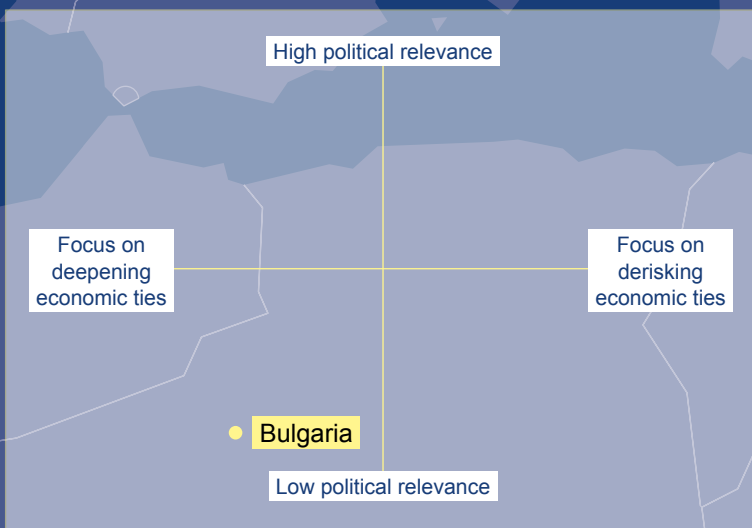 High political relevance
Focus on
deepening
economic ties
Focus on
derisking
economic ties
Bulgaria
Low political relevance